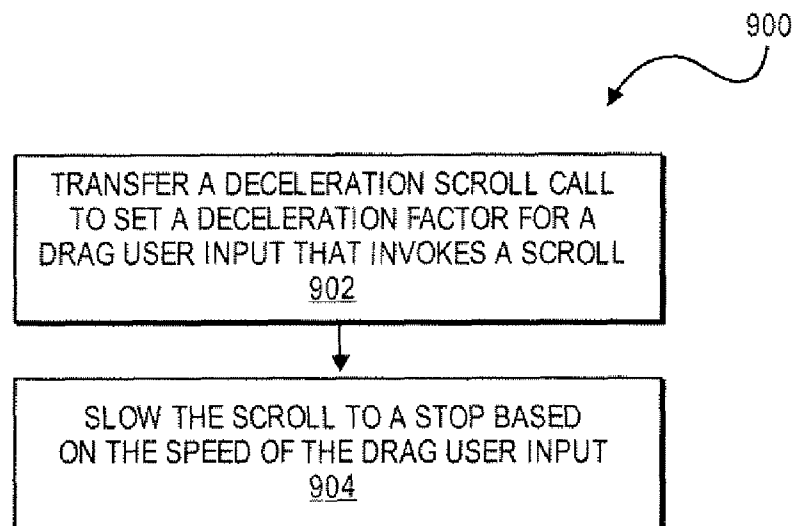 900
TRANSFER A DECELERATION SCROLL CALL
TO SET A DECELERATION FACTOR FOR A
DRAG USER INPUT THAT INVOKES A SCROLL
902
SLOW THE SCROLL TO A STOP BASED
ON THE SPEED OF THE DRAG USER INPUT
904